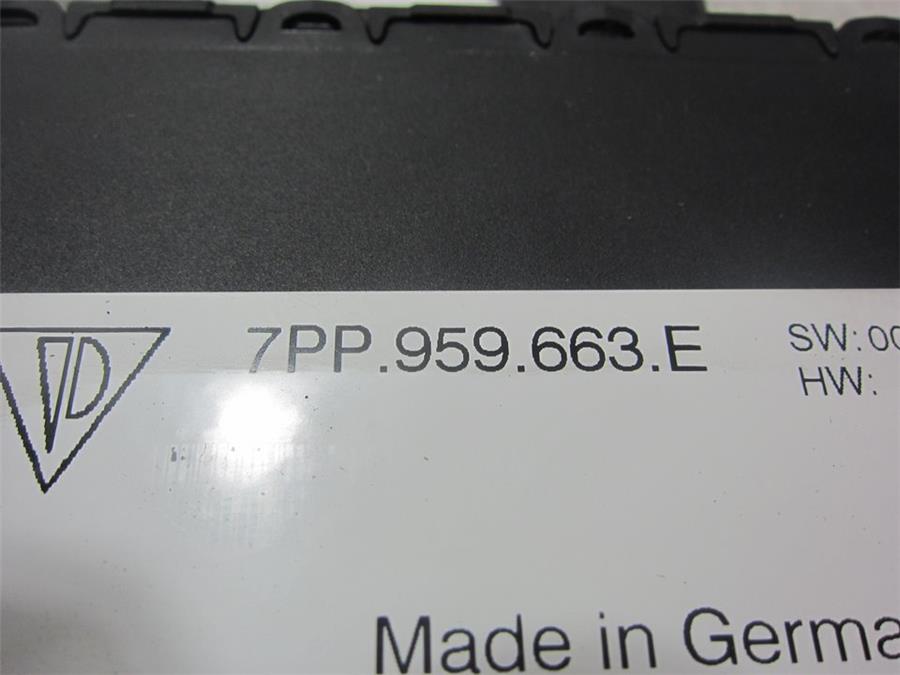 7PP.959.663.E
SW: 00
HW:
Made in Germa